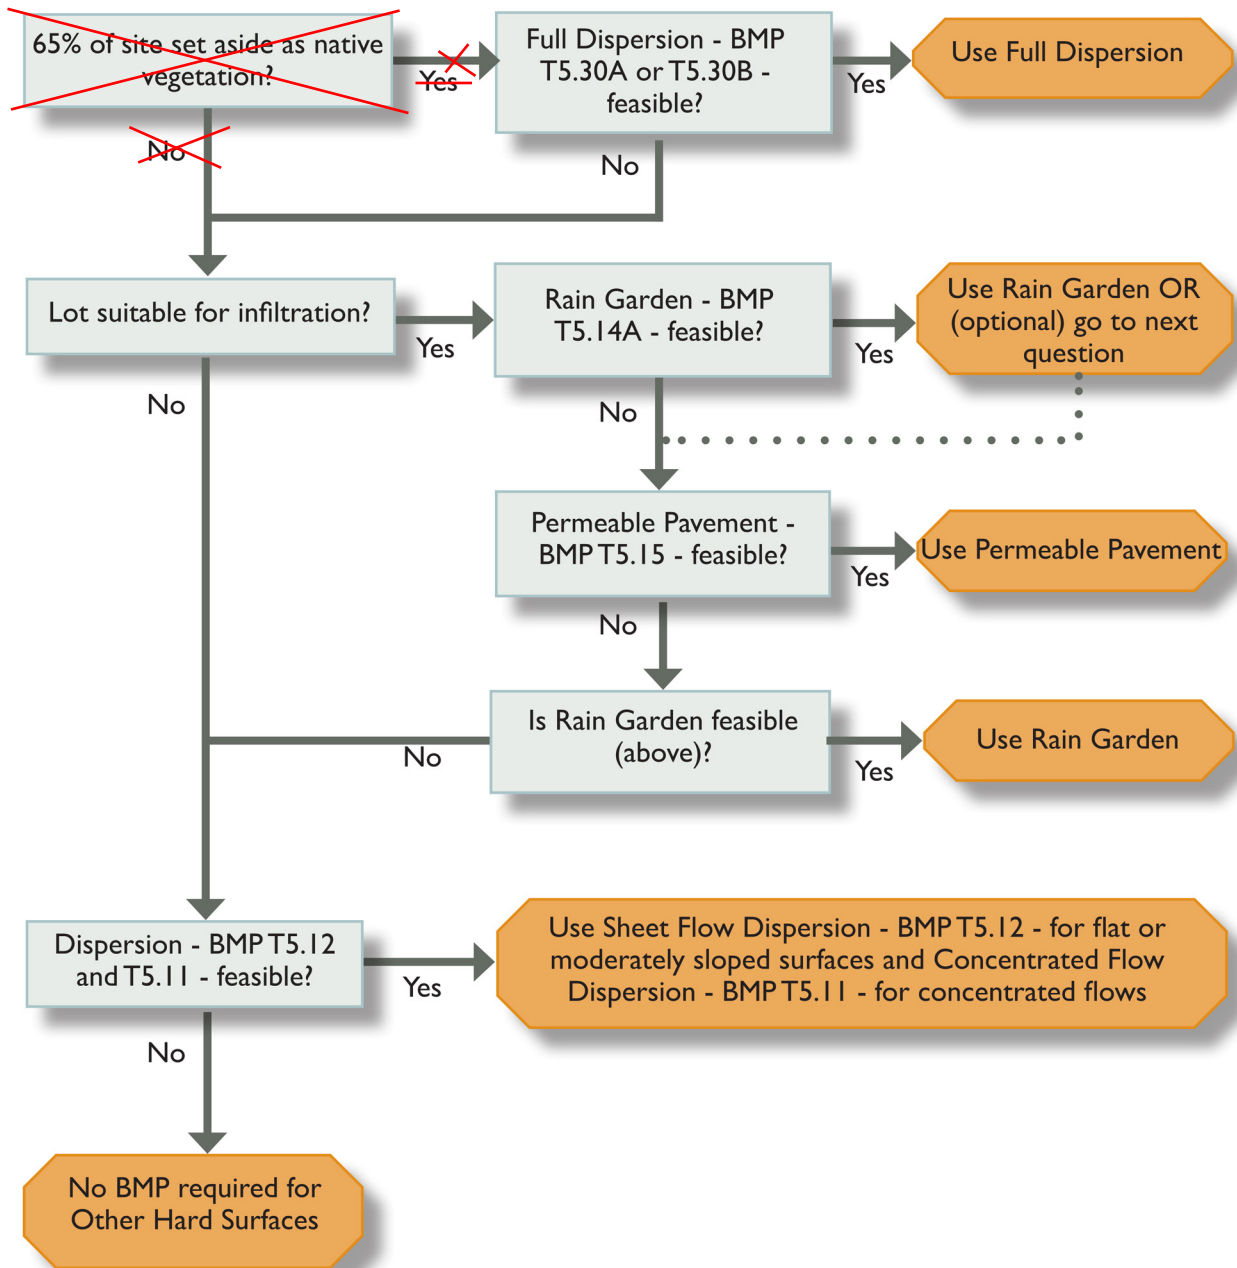 65% of site set aside as native
vegetation?
Yes
Full Dispersion - BMP
T5.30A or T5.30B -
feasible?
Yes
Use Full Dispersion
No
No
Lot suitable for infiltration?
Yes
Rain Garden - BMP
T5.14A - feasible?
Yes
Use Rain Garden OR
(optional) go to next
question
No
No
Permeable Pavement -
BMP T5.15 - feasible?
Yes
Use Permeable Pavement
No
Is Rain Garden feasible
(above)?
Yes
Use Rain Garden
No
Dispersion - BMP T5.12
and T5.11 - feasible?
Yes
Use Sheet Flow Dispersion - BMP T5.12 - for flat or
moderately sloped surfaces and Concentrated Flow
Dispersion - BMP T5.11 - for concentrated flows
No
No BMP required for
Other Hard Surfaces